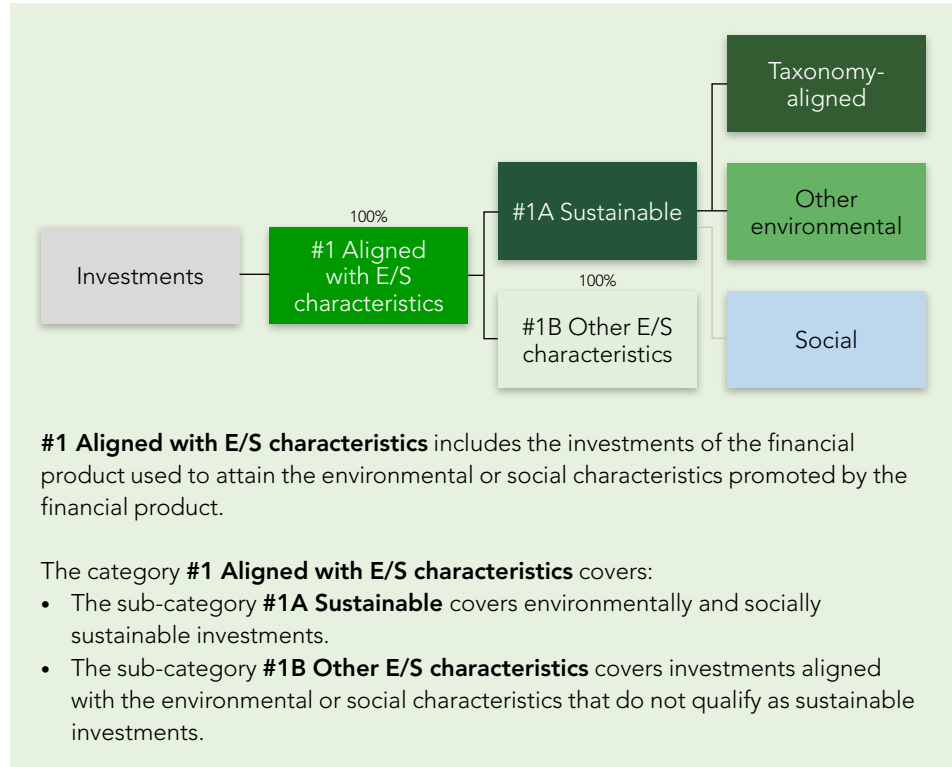 Taxonomy-
aligned
#1A Sustainable
Other
environmental
100%
#1 Aligned
with E/S
characteristics
Investments
100%
#1B Other E/S
characteristics
Social
#1 Aligned with E/S characteristics includes the investments of the financial
product used to attain the environmental or social characteristics promoted by the
financial product.
The category #1 Aligned with E/S characteristics covers:
• The sub-category #1A Sustainable covers environmentally and socially
sustainable investments.
• The sub-category #1B Other E/S characteristics covers investments aligned
with the environmental or social characteristics that do not qualify as sustainable
investments.